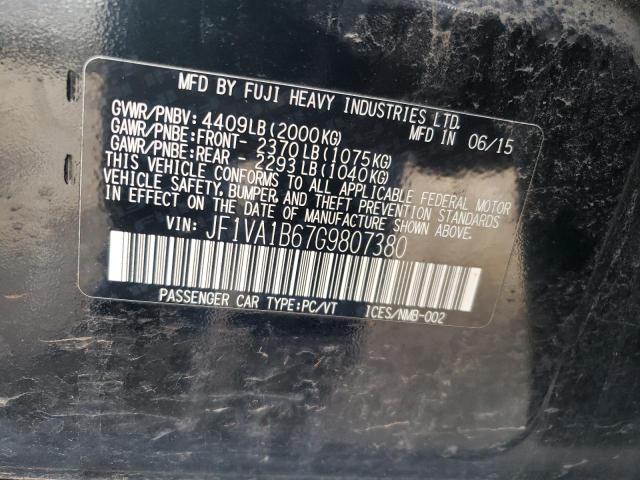 MFD BY FUJI HEAVY INDUSTRIES LTD.
GVWR/PNBV: 4409LB(2000KG) MFD IN 06/15
GAWR/PNBE:FRONT- 2370LB(1075KG)
GAWR/PNBE:REAR - 2293LB(1040KG)
THIS VEHICLE CONFORMS TO ALL APPLICABLE FEDERAL MOTOR
VEHICLE SAFETY, BUMPER, AND THEFT PREVENTION STANDARDS
IN EFFECT ON THE DATE OF MANUFACTURE SHOWN ABOVE.
VIN: JF1VA1B67G9807380
PASSENGER CAR TYPE:PC/VT ICES/NMB-002